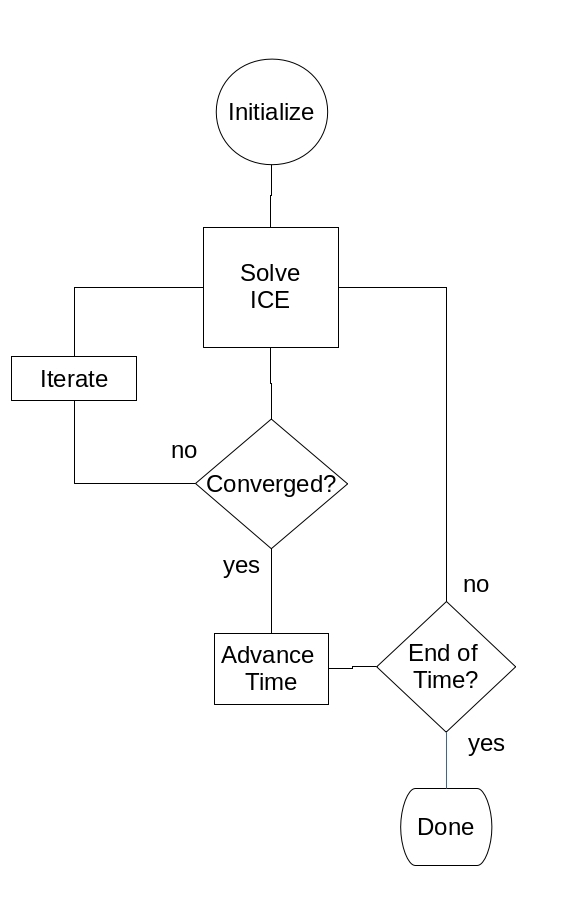 Initialize
Solve
ICE
Iterate
no
Converged?
yes
no
Advance
Time
End of
Time?
yes
Done